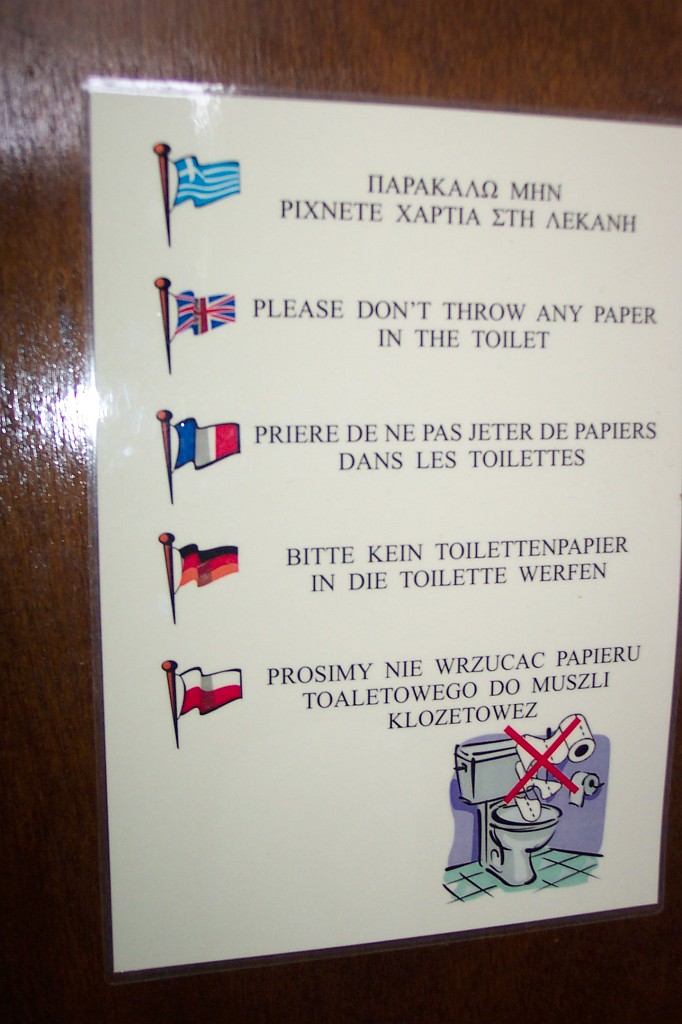 ΠΑΡΑΚΑΛΩ ΜΗΝ
ΡΙΧΝΕΤΕ ΧΑΡΤΙΑ ΣΤΗ ΛΕΚΑΝΗ
PLEASE DON'T THROW ANY PAPER
IN THE TOILET
PRIERE DE NE PAS JETER DE PAPIERS
DANS LES TOILETTES
BITTE KEIN TOILETTENPAPIER
IN DIE TOILETTE WERFEN
PROSIMY NIE WRZUCAC PAPIERU
TOALETOWEGO DO MUSZLI
KLOZETOWEZ